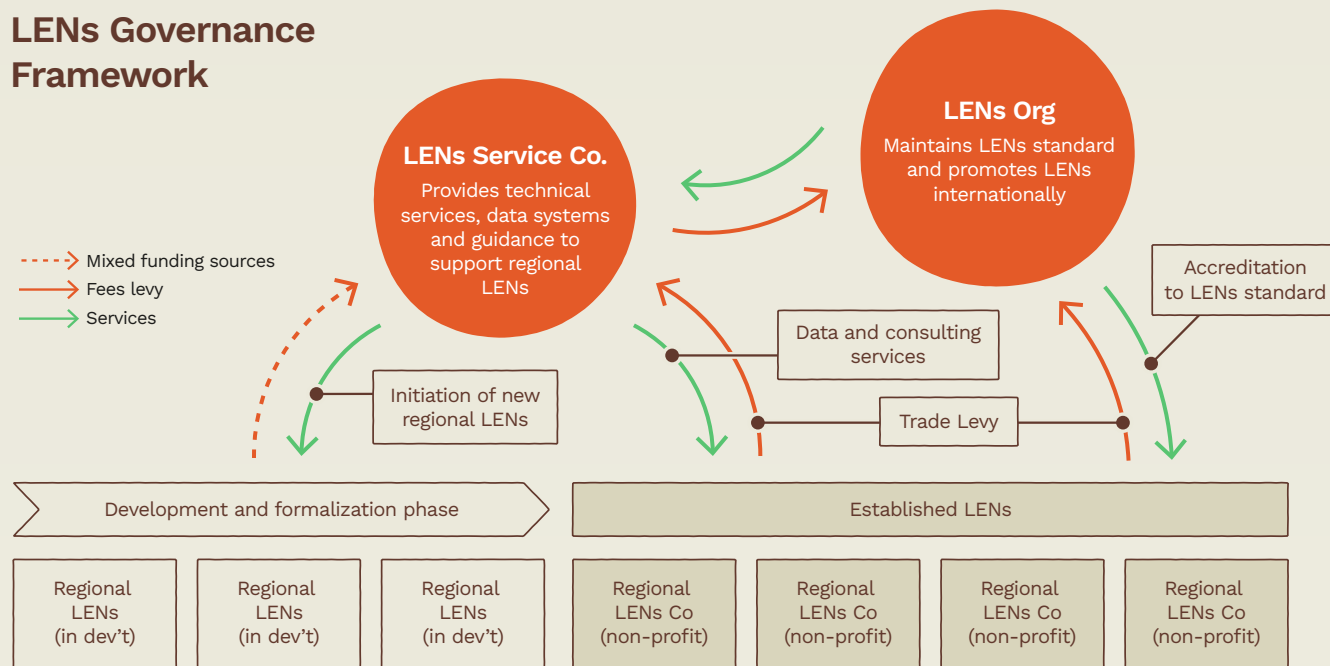 LENs Governance
Framework
LENs Service Co.
Provides technical
services, data systems
and guidance to
support regional
LENs
LENs Org
Maintains LENs standard
and promotes LENs
internationally
Mixed funding sources
Fees levy
Services
Accreditation
to LENs standard
Data and consulting
services
Initiation of new
regional LENs
Trade Levy
Development and formalization phase
Established LENs
Regional
LENs
(in dev’t)
Regional
LENs
(in dev’t)
Regional
LENs
(in dev’t)
Regional
LENs Co
(non-profit)
Regional
LENs Co
(non-profit)
Regional
LENs Co
(non-profit)
Regional
LENs Co
(non-profit)